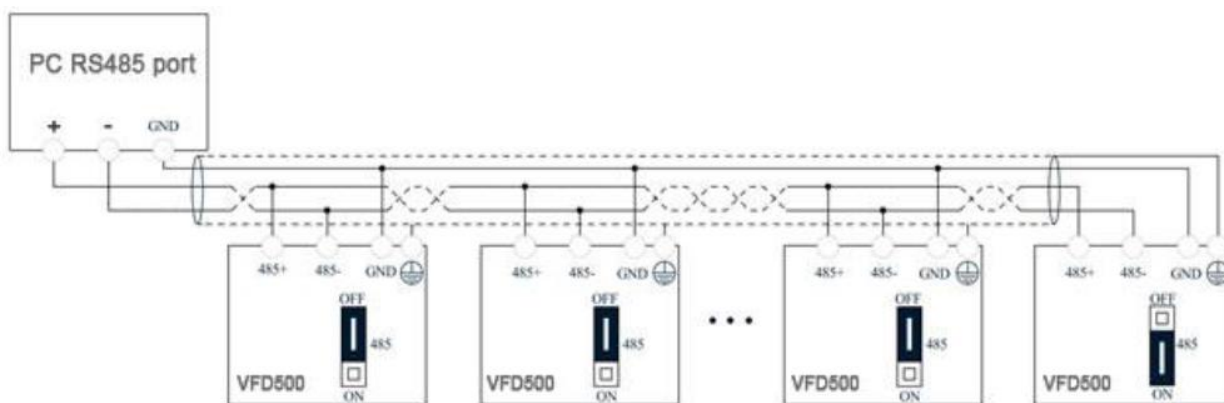 PC RS485 port
+ - GND
485+ 485- GND
485+ 485- GND
485+ 485- GND
485+ 485- GND
OFF
OFF
OFF
OFF
485
485
485
485
VFD500
VFD500
VFD500
VFD500
ON
ON
ON
ON